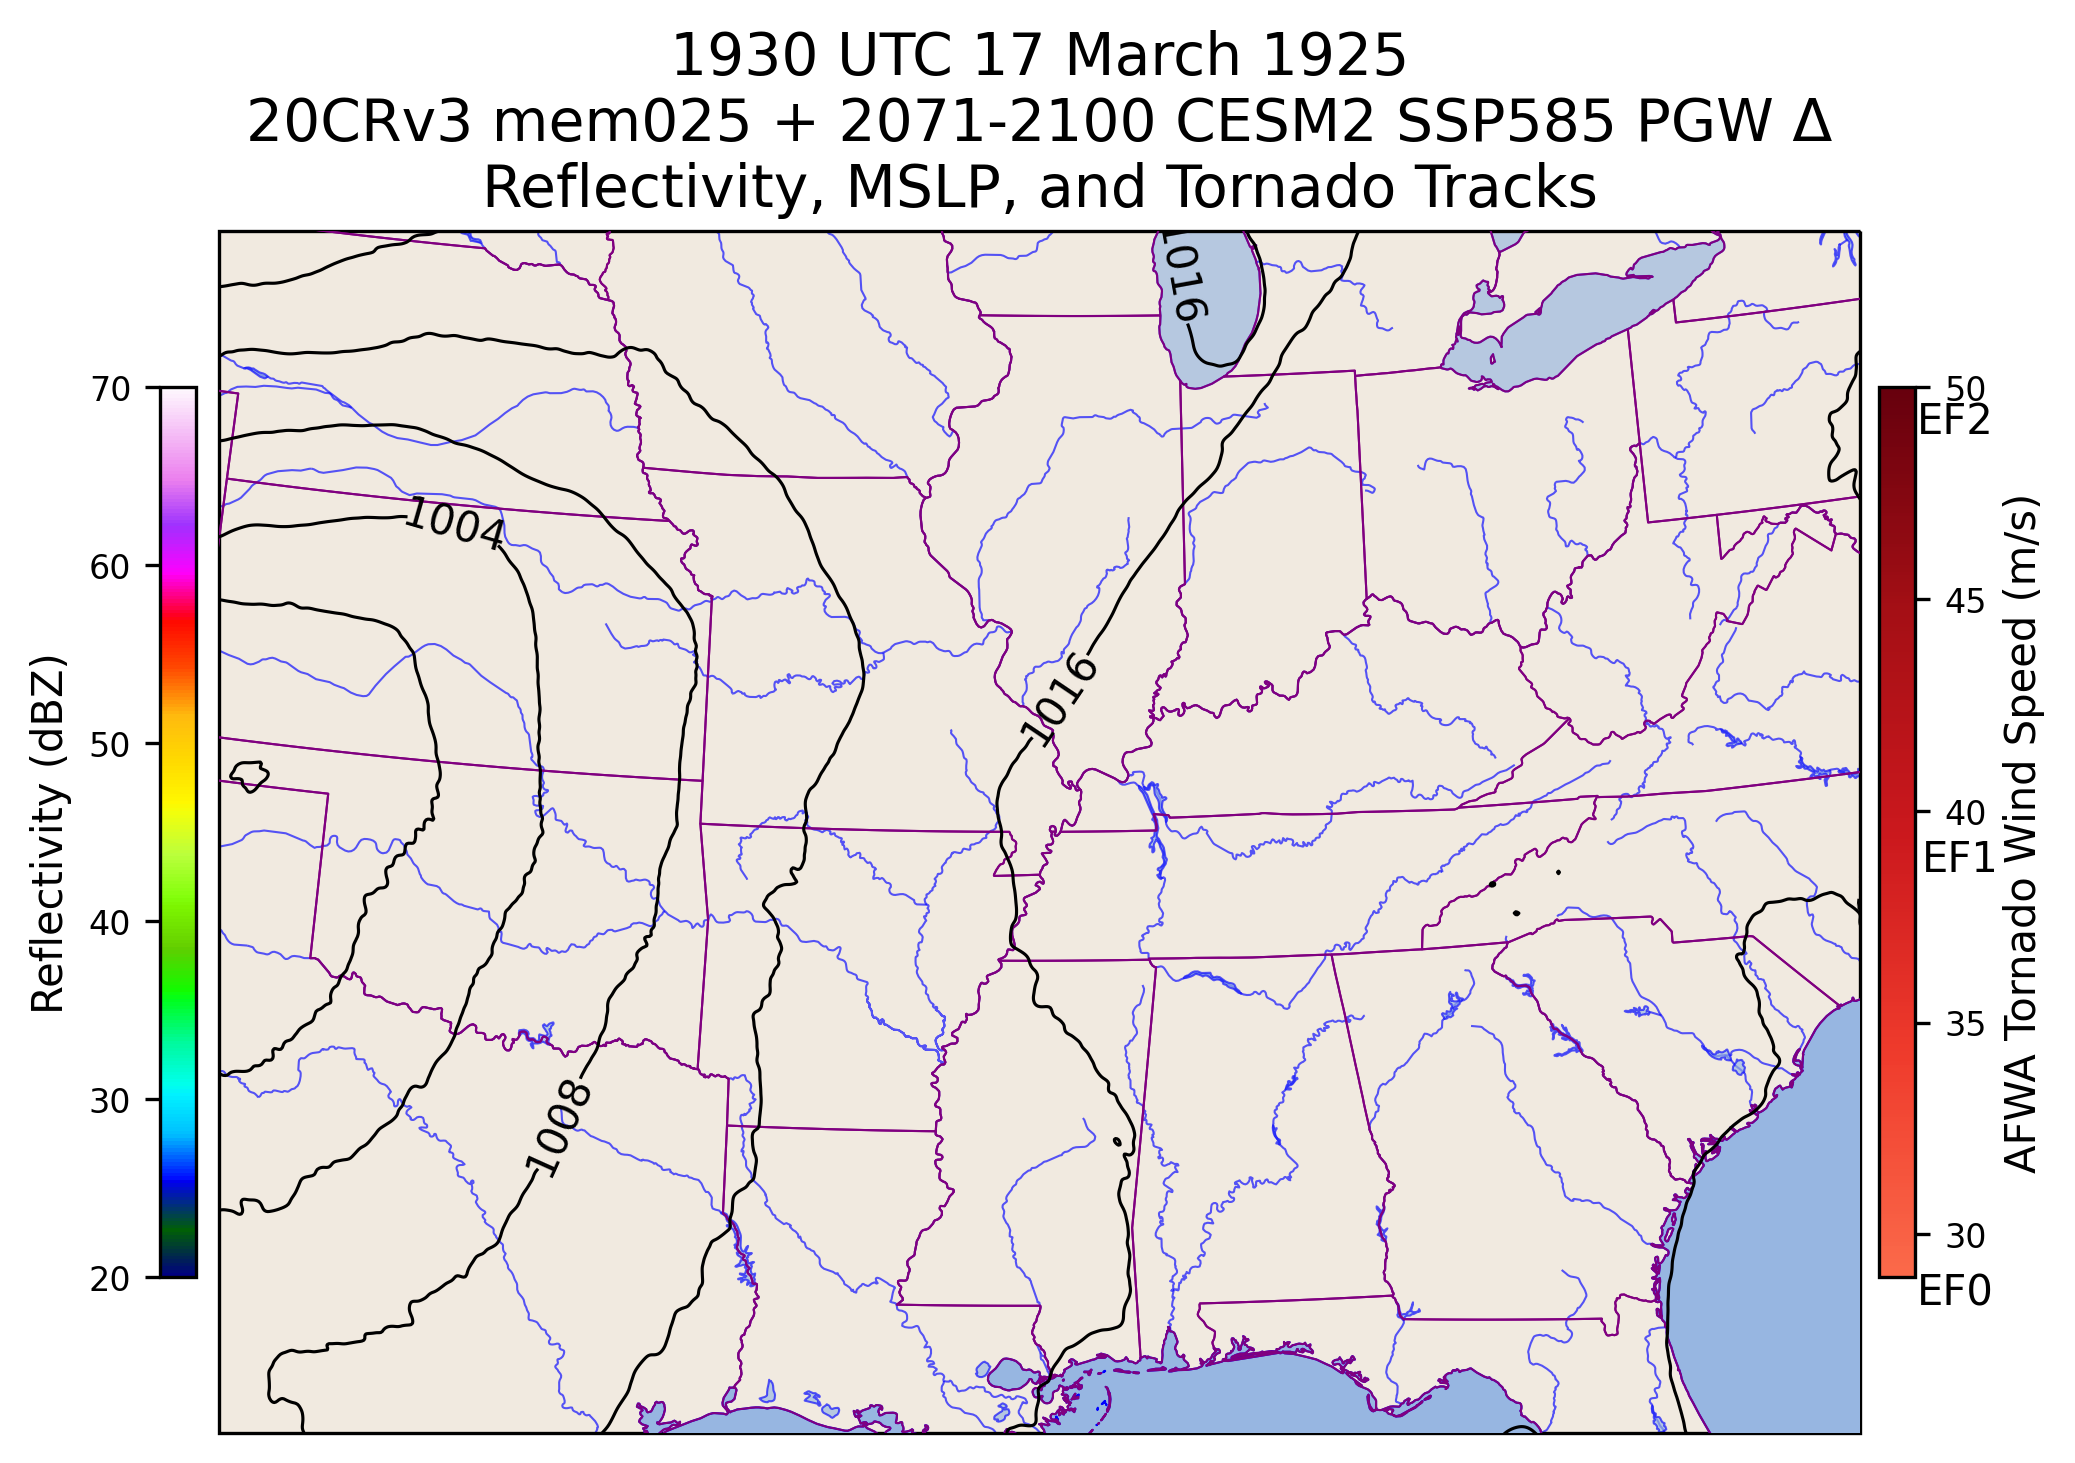 1930 UTC 17 March 1925
20CRv3 mem025 + 2071-2100 CESM2 SSP585 PGW Δ
Reflectivity, MSLP, and Tornado Tracks
Reflectivity (dBZ)
70
60
50
40
30
20
1016
1004
1016
1008
50
EF2
45
40
EF1
35
30
EF0
AFWA Tornado Wind Speed (m/s)